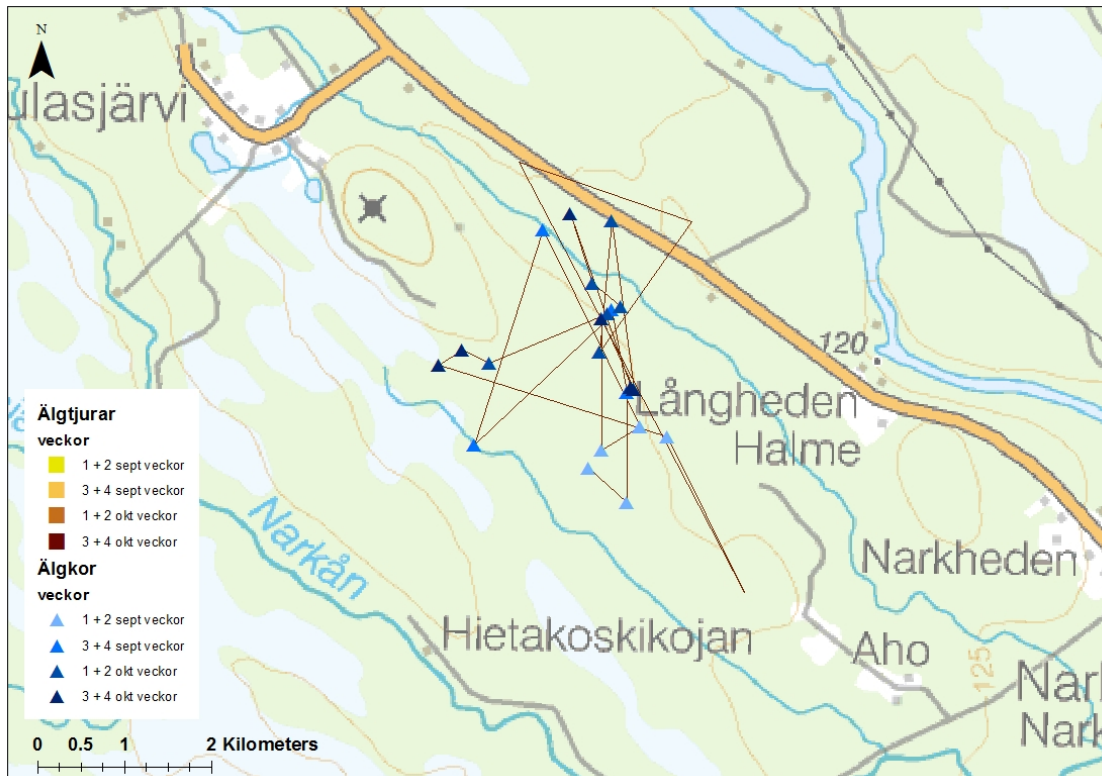 N
ulasjärvi
120
Långheden
Halme
Narkån
Narkheden
Hietakoskikojan
Aho
125
Nar
Nark
Älgtjurar
veckor
1 + 2 sept veckor
3 + 4 sept veckor
1 + 2 okt veckor
3 + 4 okt veckor
Älgkor
veckor
1 + 2 sept veckor
3 + 4 sept veckor
1 + 2 okt veckor
3 + 4 okt veckor
0 0.5 1 2 Kilometers